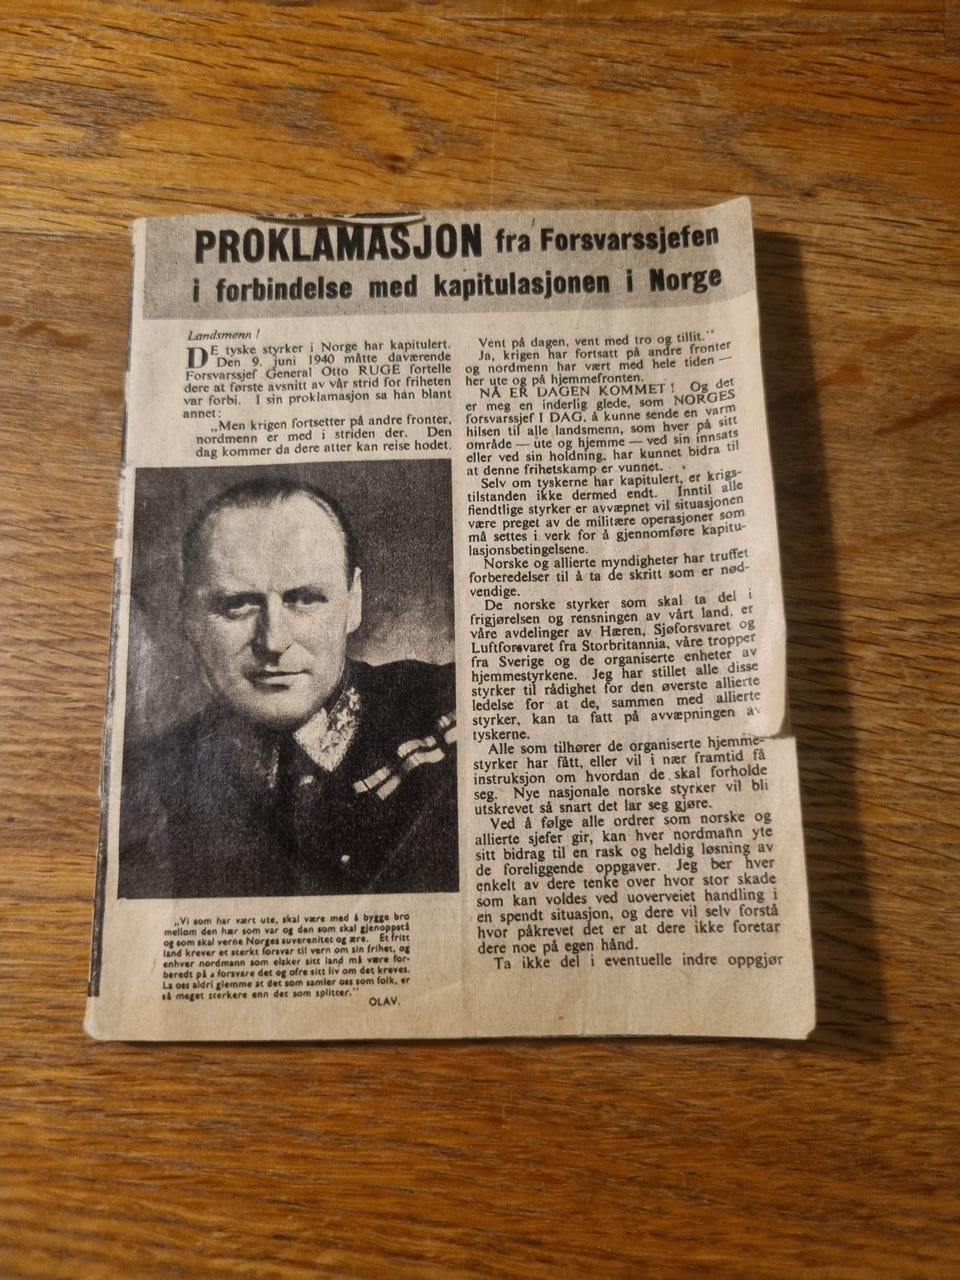 PROKLAMASJON fra Forsvarssjefen
i forbindelse med kapitulasjonen i Norge
Landsmenn !
DE tyske styrker i Norge har kapitulert.
Den 9. juni 1940 måtte daværende
Forsvarssjef General Otto RUGE fortelle
dere at første avsnitt av vår strid for friheten
var forbi. I sin proklamasjon sa han blant
annet:
„Men krigen fortsetter på andre fronter,
nordmenn er med i striden der. Den
dag kommer da dere atter kan reise hodet.
„Vi som har vært ute, skal være med å bygge bro
mellom den hær som var og den som skal gjenoppstå
og som skal verne Norges suverenitet og ære. Et fritt
land krever et sterkt forsvar til vern om sin frihet, og
enhver nordmann som elsker sitt land må være for-
beredt på å forsvare det og ofre sitt liv om det kreves.
La oss aldri glemme at det som samler oss som folk, er
så meget sterkere enn det som splitter.”
OLAV.
Vent på dagen, vent med tro og tillit.”
Ja, krigen har fortsatt på andre fronter
og nordmenn har vært med hele tiden —
her ute og på hjemmefronten.
NÅ ER DAGEN KOMMET ! Og det
er meg en inderlig glede, som NORGES
forsvarssjef I DAG, å kunne sende en varm
hilsen til alle landsmenn, som hver på sitt
område — ute og hjemme — ved sin innsats
eller ved sin holdning, har kunnet bidra til
at denne frihetskamp er vunnet.
Selv om tyskerne har kapitulert, er krigs-
tilstanden ikke dermed endt. Inntil alle
fiendtlige styrker er avvæpnet vil situasjonen
være preget av de militære operasjoner som
må settes i verk for å gjennomføre kapitu-
lasjonsbetingelsene.
Norske og allierte myndigheter har truffet
forberedelser til å ta de skritt som er nød-
vendige.
De norske styrker som skal ta del i
frigjørelsen og rensningen av vårt land, er
våre avdelinger av Hæren, Sjøforsvaret og
Luftforsvaret fra Storbritannia, våre tropper
fra Sverige og de organiserte enheter av
hjemmestyrkene. Jeg har stillet alle disse
styrker til rådighet for den øverste allierte
ledelse for at de, sammen med allierte
styrker, kan ta fatt på avvæpningen av
tyskerne.
Alle som tilhører de organiserte hjemme-
styrker har fått, eller vil i nær framtid få
instruksjon om hvordan de skal forholde
seg. Nye nasjonale norske styrker vil bli
utskrevet så snart det lar seg gjøre.
Ved å følge alle ordrer som norske og
allierte sjefer gir, kan hver nordmann yte
sitt bidrag til en rask og heldig løsning av
de foreliggende oppgaver. Jeg ber hver
enkelt av dere tenke over hvor stor skade
som kan voldes ved uoverveiet handling i
en spendt situasjon, og dere vil selv forstå
hvor påkrevet det er at dere ikke foretar
dere noe på egen hånd.
Ta ikke del i eventuelle indre oppgjør